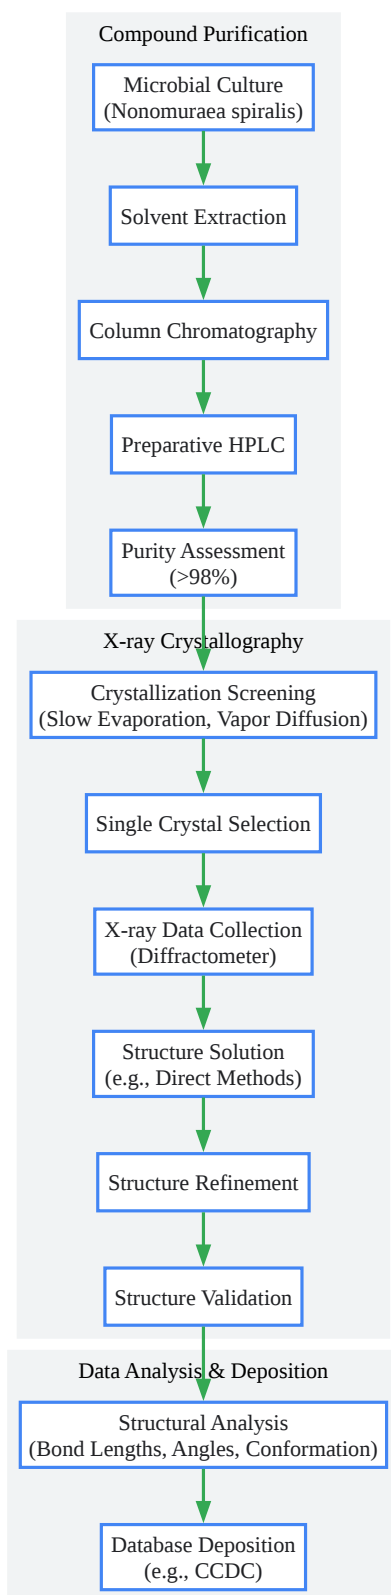 Compound Purification
Microbial Culture
(Nonomuraea spiralis)
Solvent Extraction
Column Chromatography
Preparative HPLC
Purity Assessment
(>98%)
X-ray Crystallography
Crystallization Screening
(Slow Evaporation, Vapor Diffusion)
Single Crystal Selection
X-ray Data Collection
(Diffractometer)
Structure Solution
(e.g., Direct Methods)
Structure Refinement
Structure Validation
Data Analysis & Deposition
Structural Analysis
(Bond Lengths, Angles, Conformation)
Database Deposition
(e.g., CCDC)